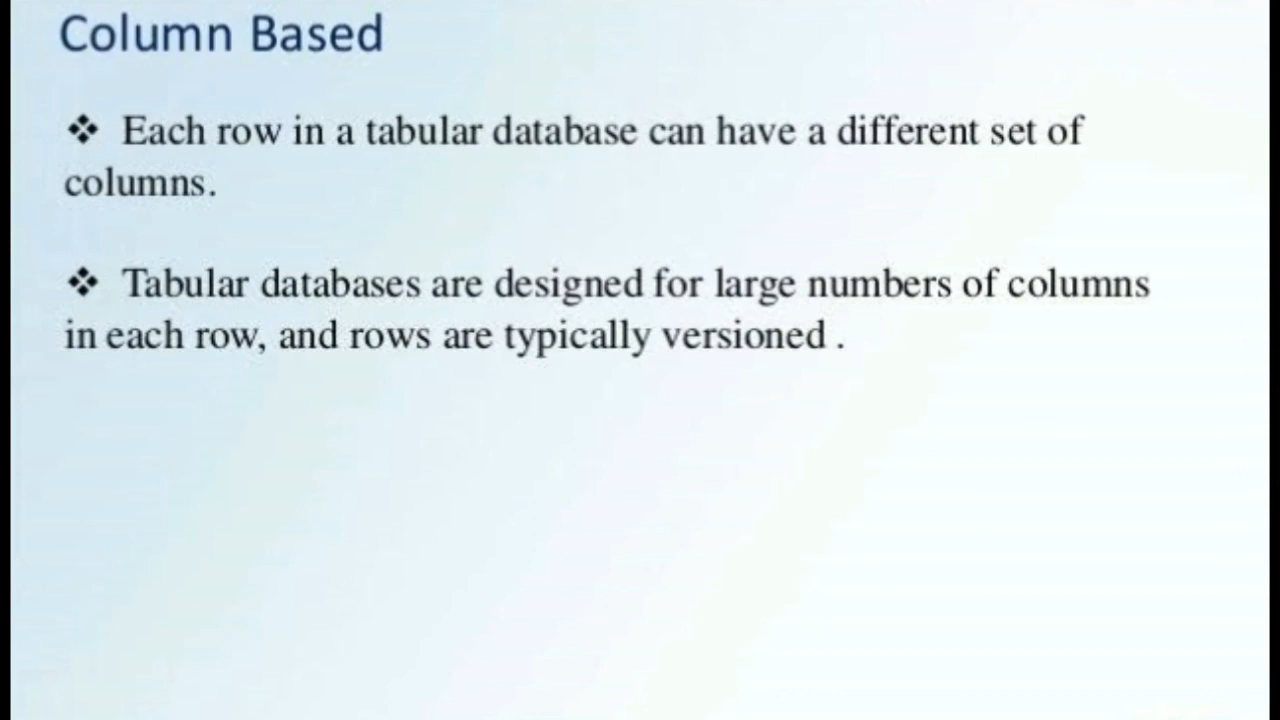 Column Based
❖ Each row in a tabular database can have a different set of
columns.
❖ Tabular databases are designed for large numbers of columns
in each row, and rows are typically versioned .